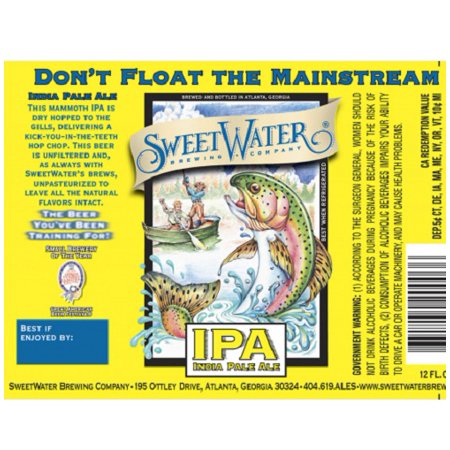 DON'T FLOAT THE MAINSTREAM
INDIA PALE ALE
THIS MAMMOTH IPA IS
DRY HOPPED TO THE
GILLS, DELIVERING A
KICK-YOU-IN-THE-TEETH
HOP CHOP. THIS BEER
IS UNFILTERED AND,
AS ALWAYS WITH
SWEETWATER'S BREWS,
UNPASTEURIZED TO
LEAVE ALL THE NATURAL
FLAVORS INTACT.
THE BEER
YOU'VE BEEN
TRAINING FOR!
SMALL BREWERY
OF THE YEAR
GREAT AMERICAN
BEER FESTIVAL
BEST IF
ENJOYED BY:
BREWED AND BOTTLED IN ATLANTA, GEORGIA
SWEETWATER
BREWING COMPANY
BEST WHEN REFRIGERATED
IPA
INDIA PALE ALE
GOVERNMENT WARNING: (1) ACCORDING TO THE SURGEON GENERAL, WOMEN SHOULD
NOT DRINK ALCOHOLIC BEVERAGES DURING PREGNANCY BECAUSE OF THE RISK OF
BIRTH DEFECTS. (2) CONSUMPTION OF ALCOHOLIC BEVERAGES IMPAIRS YOUR ABILITY
TO DRIVE A CAR OR OPERATE MACHINERY, AND MAY CAUSE HEALTH PROBLEMS.
CA REDEMPTION VALUE
DEP. 5¢ CT, DE, IA, MA, ME, NY, OR, VT, 10¢ MI
12 FL.
SWEETWATER BREWING COMPANY•195 OTTLEY DRIVE, ATLANTA, GEORGIA 30324•404.619.ALES•WWW.SWEETWATERBREW